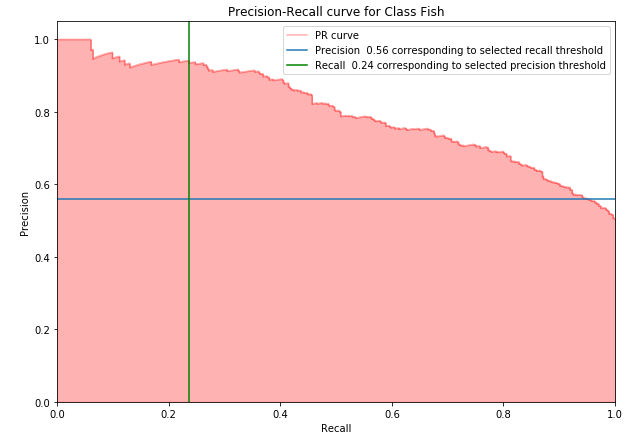 Precision-Recall curve for Class Fish
PR curve
Precision  0.56 corresponding to selected recall threshold
Recall  0.24 corresponding to selected precision threshold
1.0
0.8
0.6
0.4
0.2
0.0
Precision
0.0 0.2 0.4 0.6 0.8 1.0
Recall